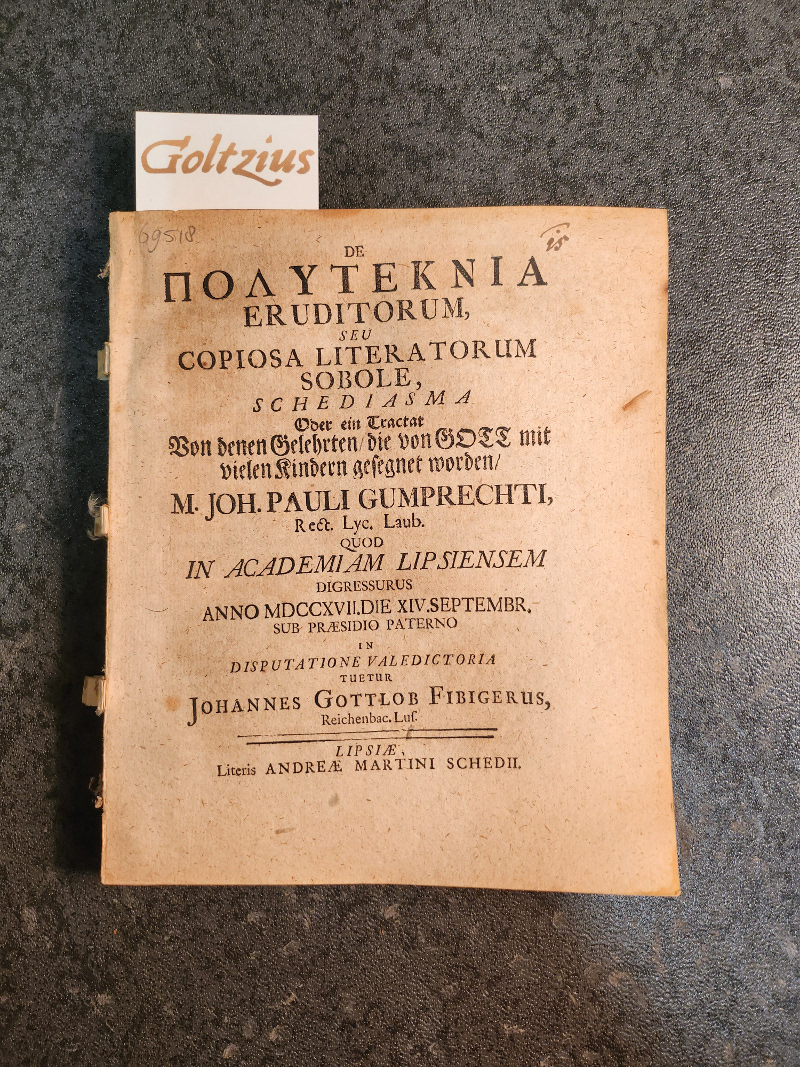 Goltzius
69518
15
DE
ΠΟΛΥΤΕΚΝΙΑ
ERUDITORUM,
SEU
COPIOSA LITERATORUM
SOBOLE,
SCHEDIASMA
Oder ein Tractat
Von denen Gelehrten/ die von GOTT mit
vielen Kindern gesegnet worden/
M. JOH. PAULI GUMPRECHTI,
Rect. Lyc. Laub.
QUOD
IN ACADEMIAM LIPSIENSEM
DIGRESSURUS
ANNO MDCCXVII. DIE XIV. SEPTEMBR.
SUB PRÆSIDIO PATERNO
IN
DISPUTATIONE VALEDICTORIA
TUETUR
JOHANNES GOTTLOB FIBIGERUS,
Reichenbac. Lus.
LIPSIÆ,
Literis ANDREÆ MARTINI SCHEDII.